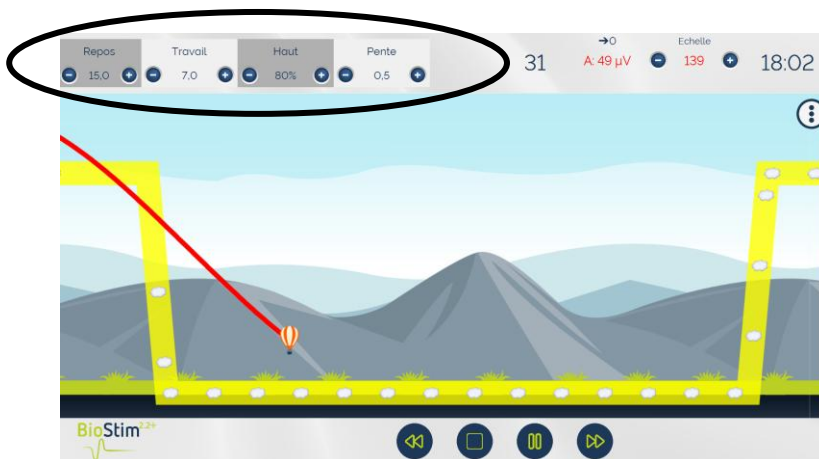 Repos Travail Haut Pente
15,0 7,0 80% 0,5
31
→0
A: 49 µV
Echelle
139
18:02
BioStim 2.2+